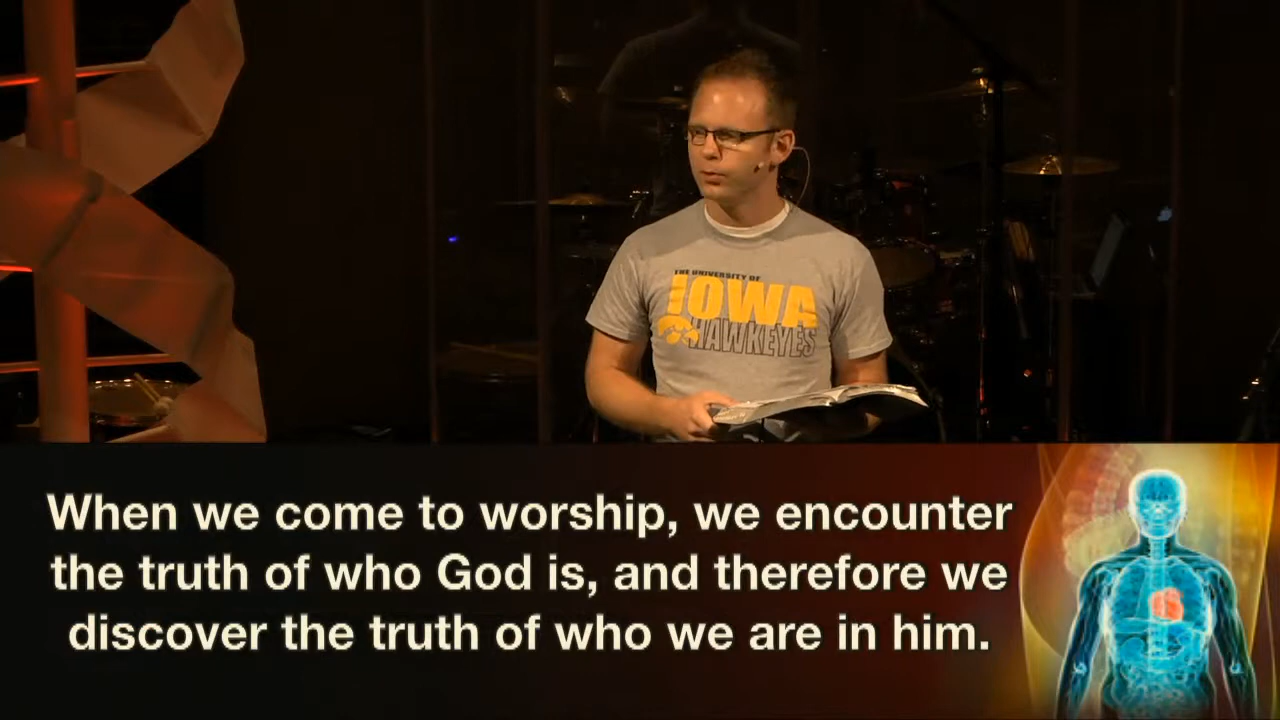 THE UNIVERSITY OF
IOWA
HAWKEYES
When we come to worship, we encounter
the truth of who God is, and therefore we
discover the truth of who we are in him.